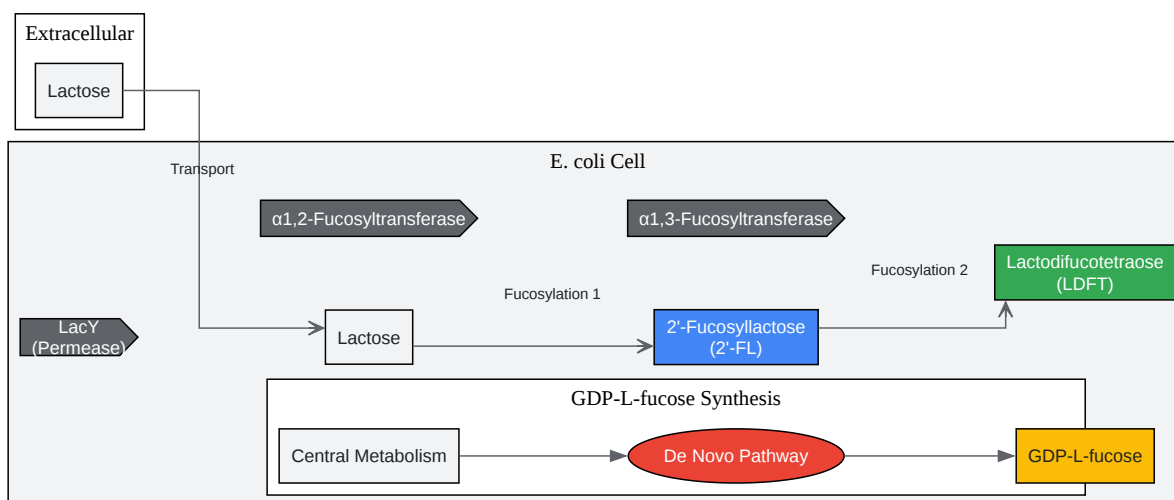 Extracellular
Lactose
E. coli Cell
Transport
α1,2-Fucosyltransferase
α1,3-Fucosyltransferase
Lactodifucotetraose
(LDFT)
Fucosylation 2
Fucosylation 1
LacY
(Permease)
Lactose
2'-Fucosyllactose
(2'-FL)
GDP-L-fucose Synthesis
Central Metabolism
De Novo Pathway
GDP-L-fucose